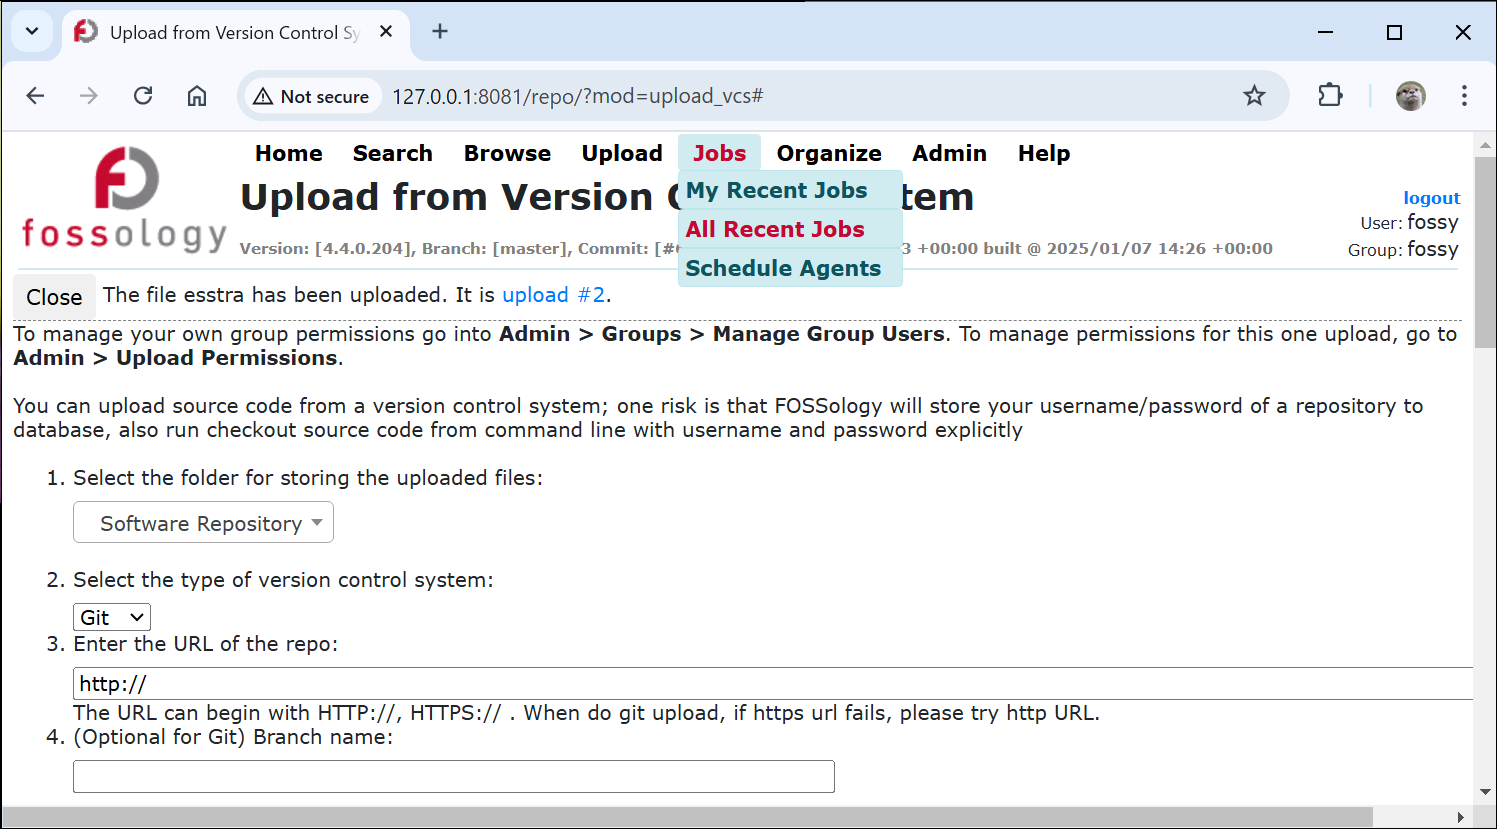 Upload from Version Control Sy
Not secure
127.0.0.1:8081/repo/?mod=upload_vcs#
Home Search Browse Upload Jobs Organize Admin Help
fossology
Upload from Version C tem
My Recent Jobs
All Recent Jobs
Schedule Agents
logout
User: fossy
Group: fossy
Version: [4.4.0.204], Branch: [master], Commit: [# 3 +00:00 built @ 2025/01/07 14:26 +00:00
Close The file esstra has been uploaded. It is upload #2.
To manage your own group permissions go into Admin > Groups > Manage Group Users. To manage permissions for this one upload, go to
Admin > Upload Permissions.
You can upload source code from a version control system; one risk is that FOSSology will store your username/password of a repository to
database, also run checkout source code from command line with username and password explicitly
1. Select the folder for storing the uploaded files:
Software Repository
2. Select the type of version control system:
Git
3. Enter the URL of the repo:
http://
The URL can begin with HTTP://, HTTPS:// . When do git upload, if https url fails, please try http URL.
4. (Optional for Git) Branch name: